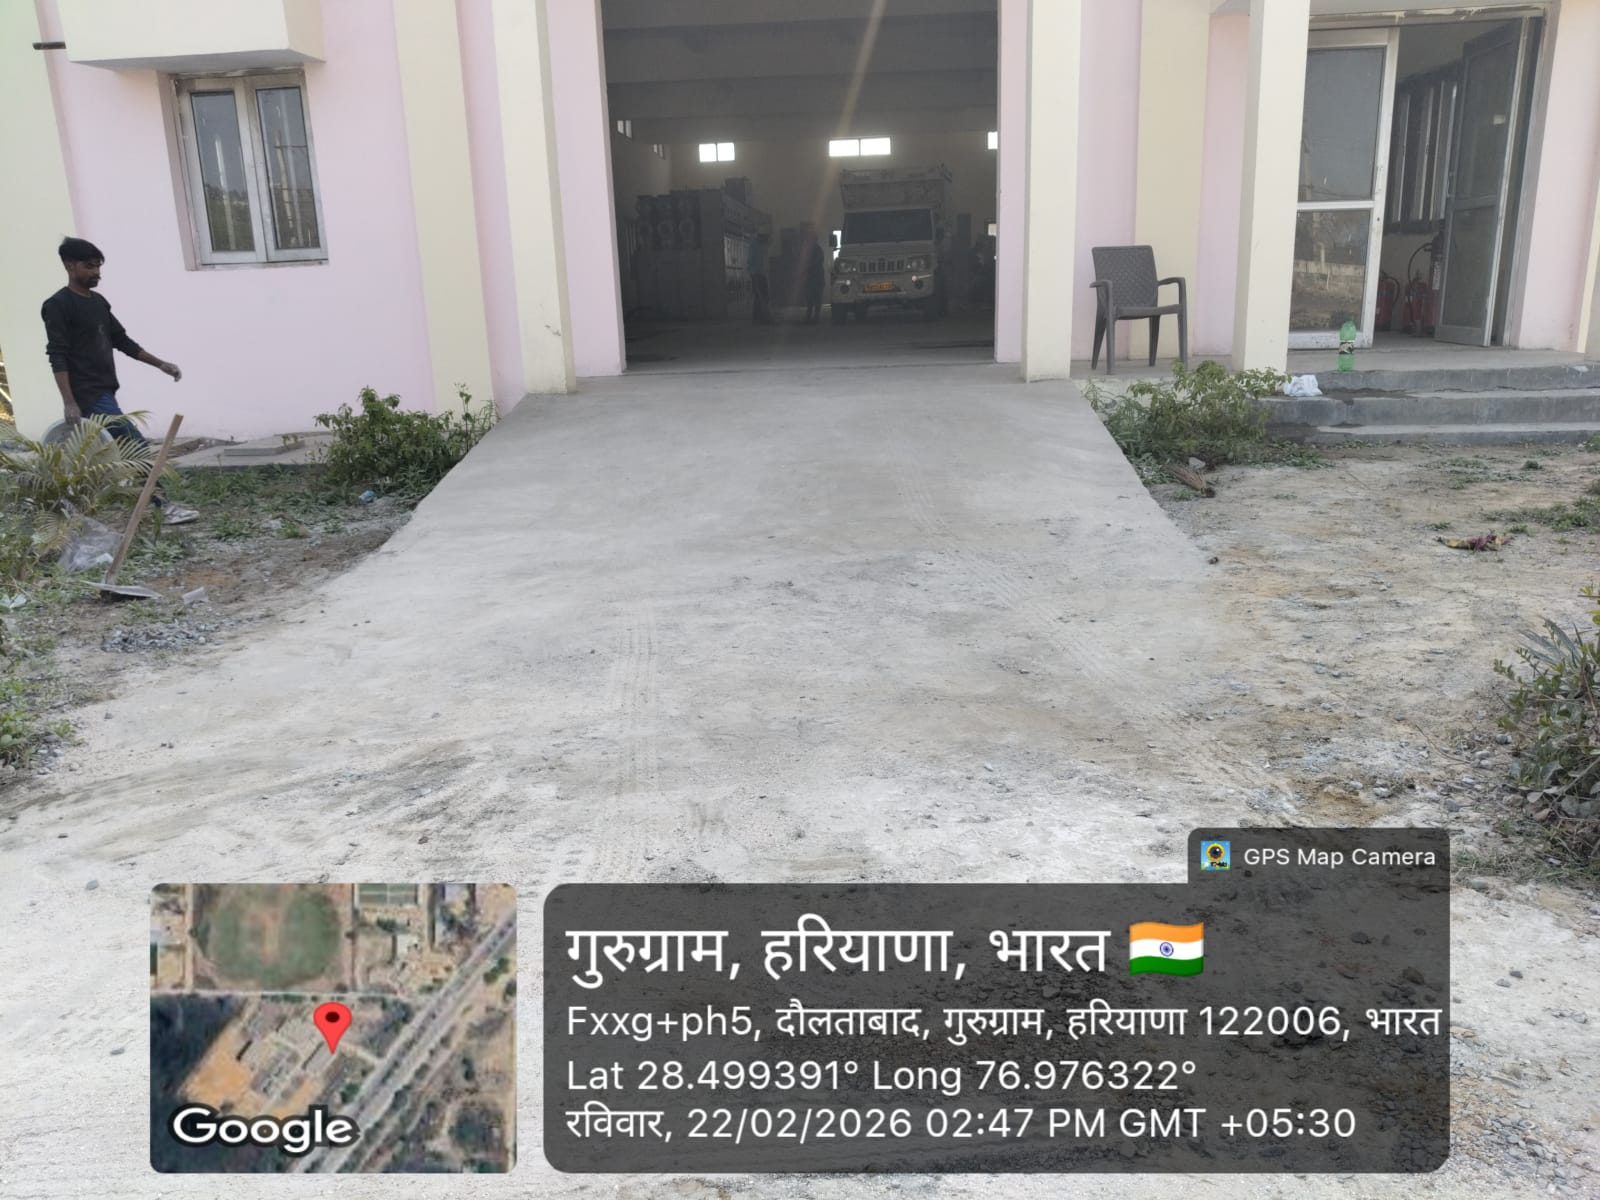 GPS Map Camera
गुरुग्राम, हरियाणा, भारत
Fxxg+ph5, दौलताबाद, गुरुग्राम, हरियाणा 122006, भारत
Lat 28.499391° Long 76.976322°
रविवार, 22/02/2026 02:47 PM GMT +05:30
Google